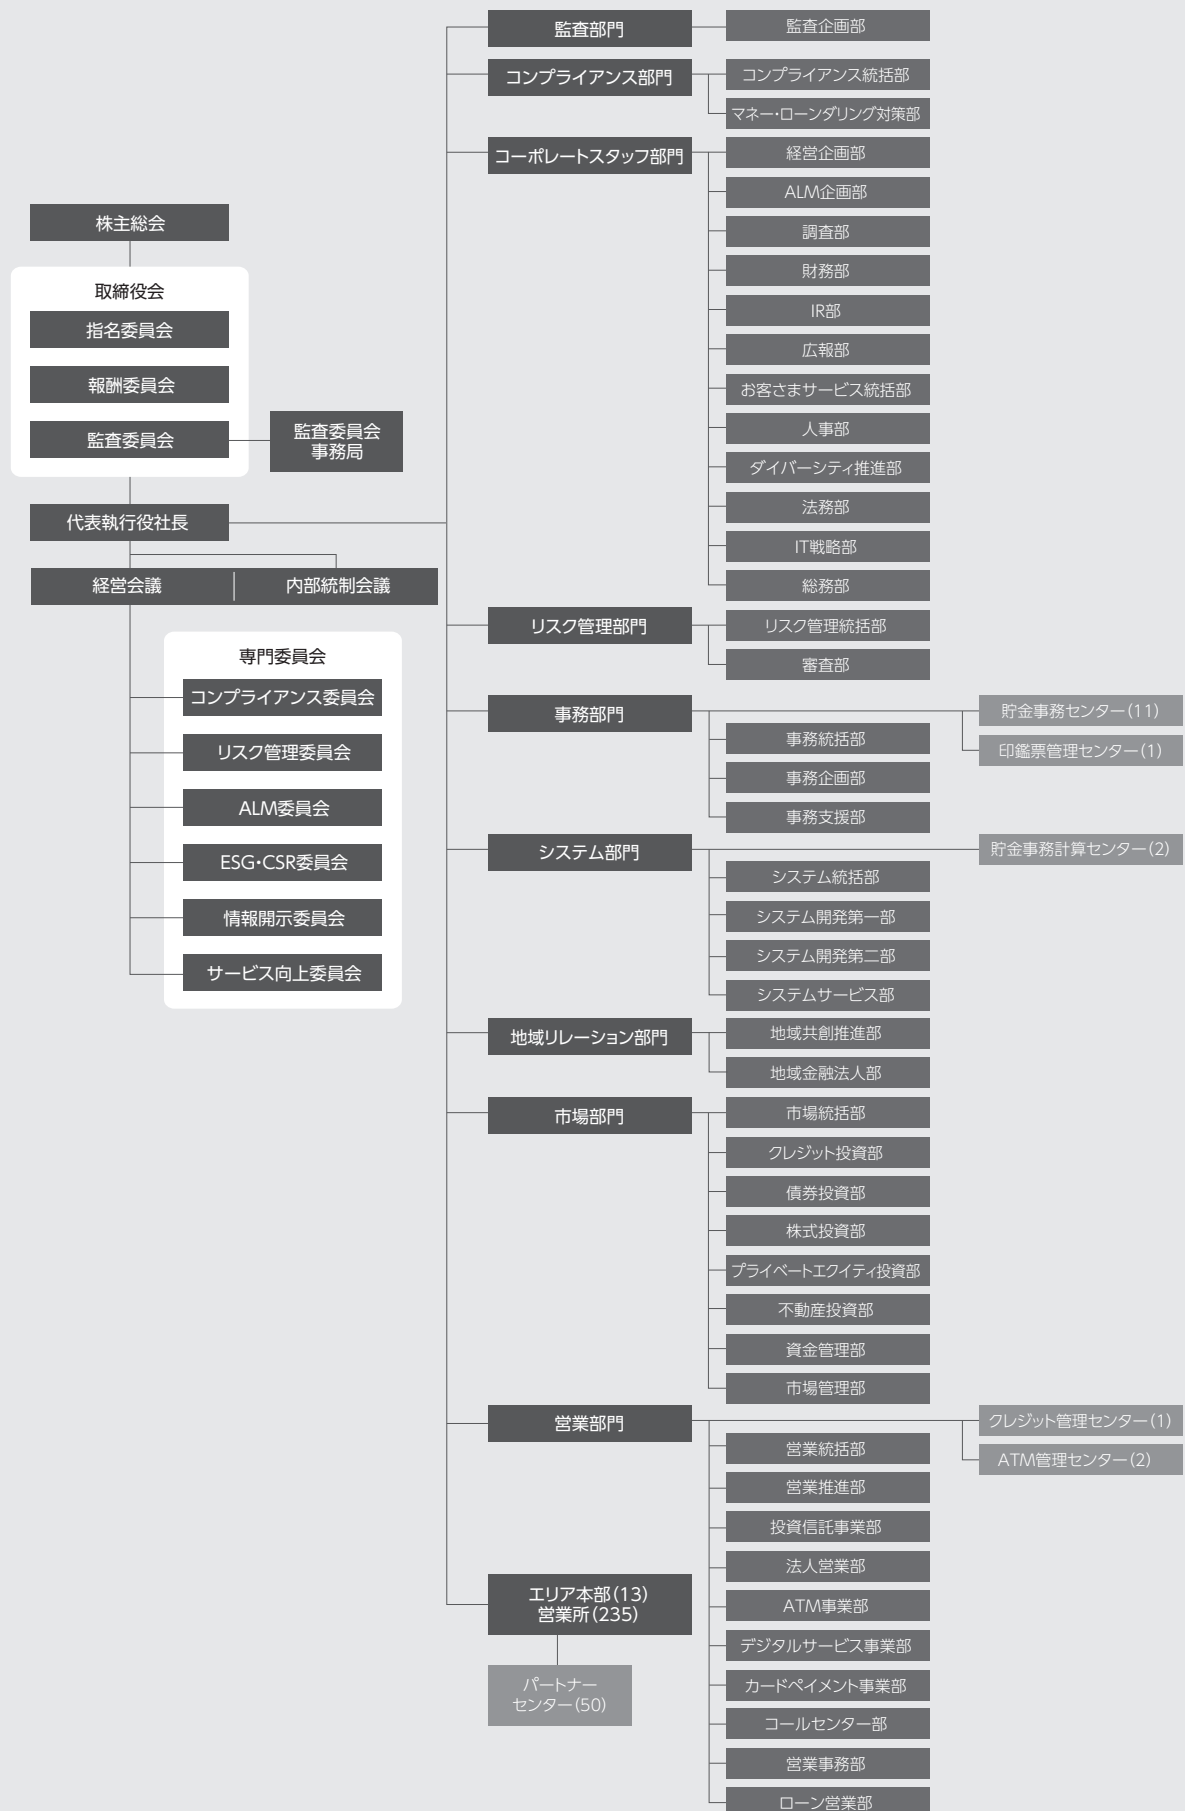 株主総会
取締役会
指名委員会
報酬委員会
監査委員会
監査委員会
事務局
代表執行役社長
経営会議
内部統制会議
専門委員会
コンプライアンス委員会
リスク管理委員会
ALM委員会
ESG・CSR委員会
情報開示委員会
サービス向上委員会
監査部門
監査企画部
コンプライアンス部門
コンプライアンス統括部
マネー・ローンダリング対策部
コーポレートスタッフ部門
経営企画部
ALM企画部
調査部
財務部
IR部
広報部
お客さまサービス統括部
人事部
ダイバーシティ推進部
法務部
IT戦略部
総務部
リスク管理部門
リスク管理統括部
審査部
事務部門
貯金事務センター(11)
印鑑票管理センター(1)
事務統括部
事務企画部
事務支援部
システム部門
貯金事務計算センター(2)
システム統括部
システム開発第一部
システム開発第二部
システムサービス部
地域リレーション部門
地域共創推進部
地域金融法人部
市場部門
市場統括部
クレジット投資部
債券投資部
株式投資部
プライベートエクイティ投資部
不動産投資部
資金管理部
市場管理部
営業部門
クレジット管理センター(1)
ATM管理センター(2)
営業統括部
営業推進部
投資信託事業部
法人営業部
ATM事業部
デジタルサービス事業部
カードペイメント事業部
コールセンター部
営業事務部
ローン営業部
エリア本部(13)
営業所(235)
パートナー
センター(50)